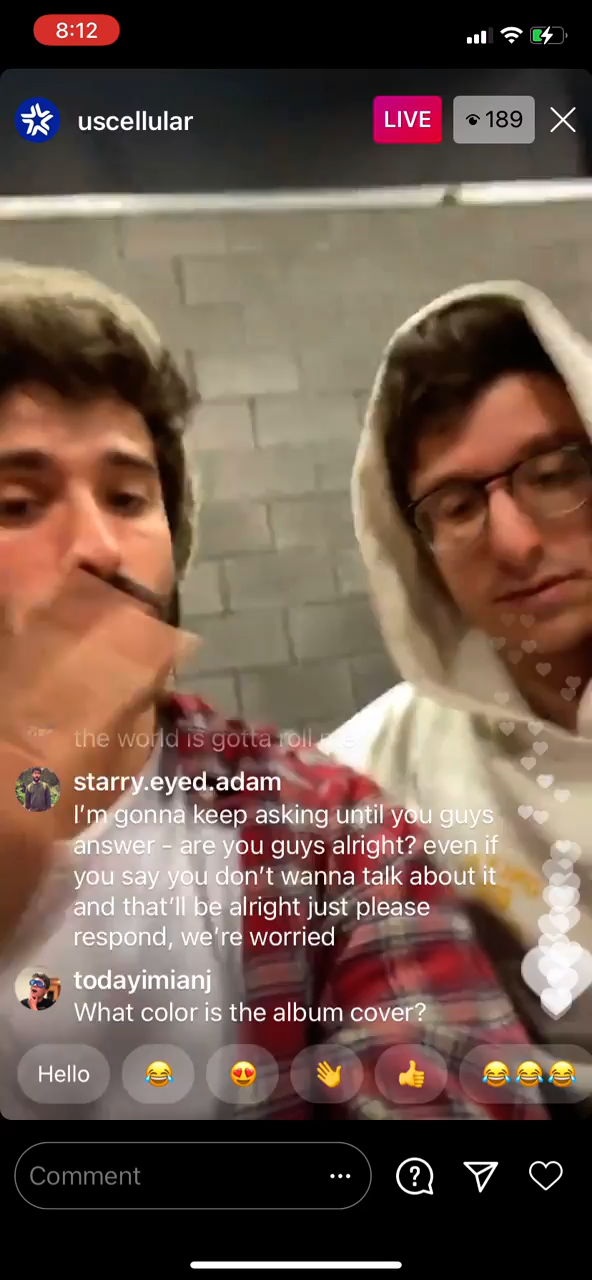 8:12
uscellular
LIVE
189
the world is gotta roll me
starry.eyed.adam
I'm gonna keep asking until you guys
answer - are you guys alright? even if
you say you don't wanna talk about it
and that'll be alright just please
respond, we're worried
todayimianj
What color is the album cover?
Hello
Comment